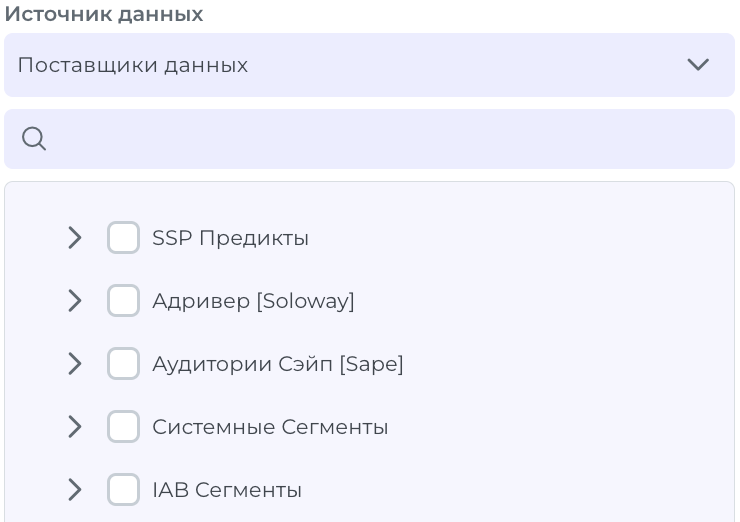 Источник данных
Поставщики данных
SSP Предикты
Адривер [Soloway]
Аудитории Сэйп [Sape]
Системные Сегменты
IAB Сегменты